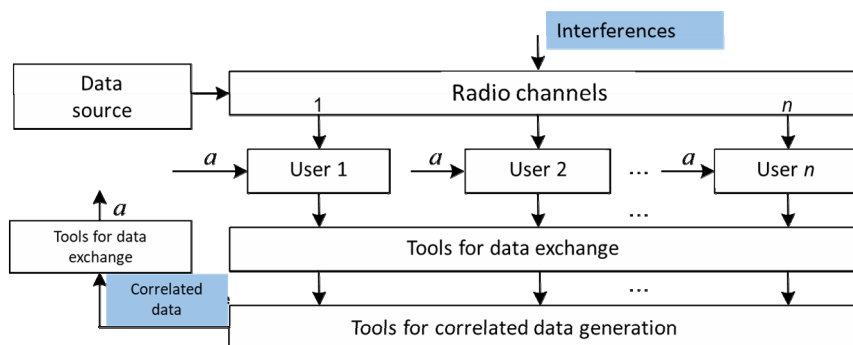 Interferences
Data
source
Radio channels
1
n
a
User 1
a
User 2
...
a
User n
...
a
Tools for data
exchange
Tools for data exchange
Correlated
data
...
Tools for correlated data generation